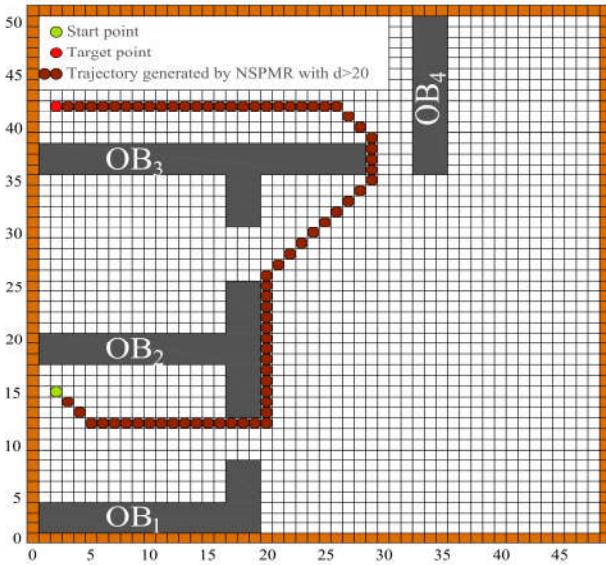 50
Start point
Target point
Trajectory generated by NSPMR with d>20
45
OB₄
40
OB₃
35
30
25
20
OB₂
15
10
5
OB₁
0
0 5 10 15 20 25 30 35 40 45